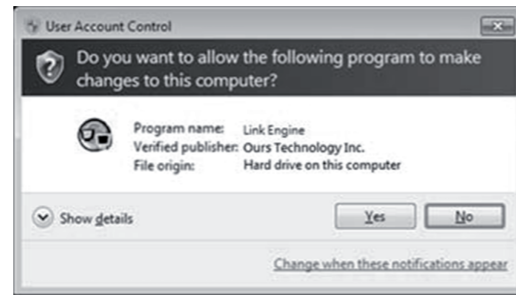 User Account Control
Do you want to allow the following program to make
changes to this computer?
Program name: Link Engine
Verified publisher: Ours Technology Inc.
File origin: Hard drive on this computer
Show details
Yes
No
Change when these notifications appear